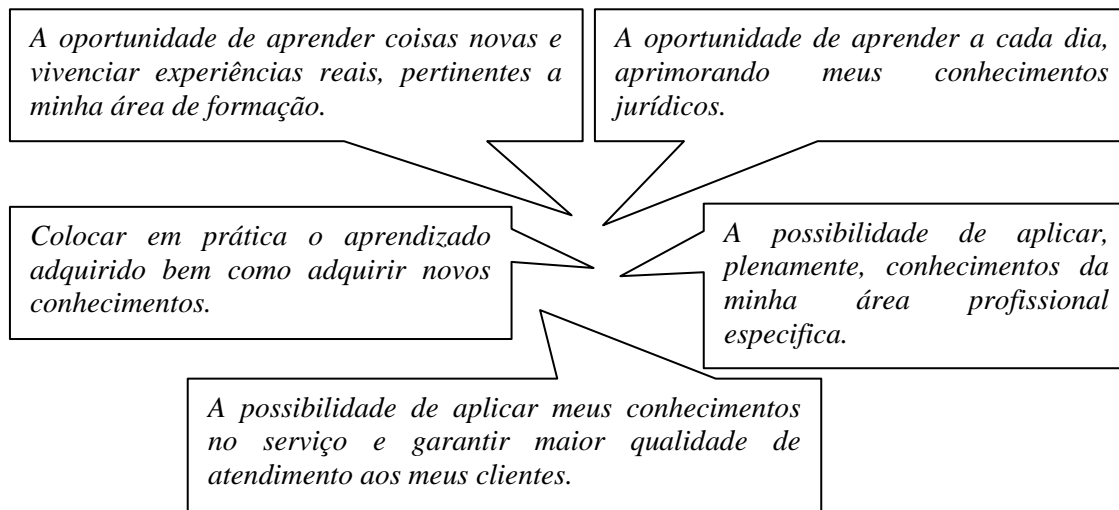 A oportunidade de aprender coisas novas e
vivenciar experiências reais, pertinentes a
minha área de formação.
A oportunidade de aprender a cada dia,
aprimorando meus conhecimentos
jurídicos.
Colocar em prática o aprendizado
adquirido bem como adquirir novos
conhecimentos.
A possibilidade de aplicar,
plenamente, conhecimentos da
minha área profissional
especifica.
A possibilidade de aplicar meus conhecimentos
no serviço e garantir maior qualidade de
atendimento aos meus clientes.